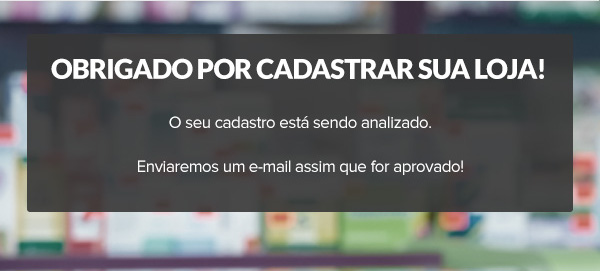 OBRIGADO POR CADASTRAR SUA LOJA!
O seu cadastro está sendo analizado.
Enviaremos um e-mail assim que for aprovado!